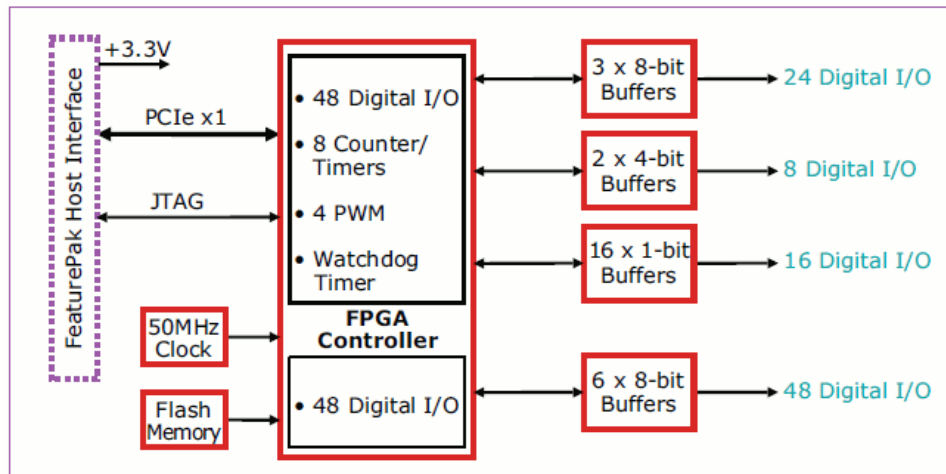 FeaturePak Host Interface
+3.3V
PCIe x1
JTAG
50MHz
Clock
Flash
Memory
• 48 Digital I/O
• 8 Counter/
Timers
• 4 PWM
• Watchdog
Timer
FPGA
Controller
• 48 Digital I/O
3 x 8-bit
Buffers
24 Digital I/O
2 x 4-bit
Buffers
8 Digital I/O
16 x 1-bit
Buffers
16 Digital I/O
6 x 8-bit
Buffers
48 Digital I/O